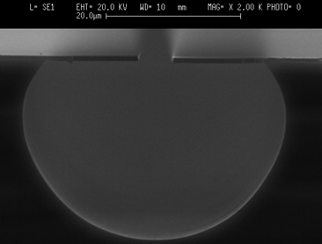 L= SE1 EHT= 20.0 KV WD= 10 mm MAG= X 2.00 K PHOTO= 0
20.0μm